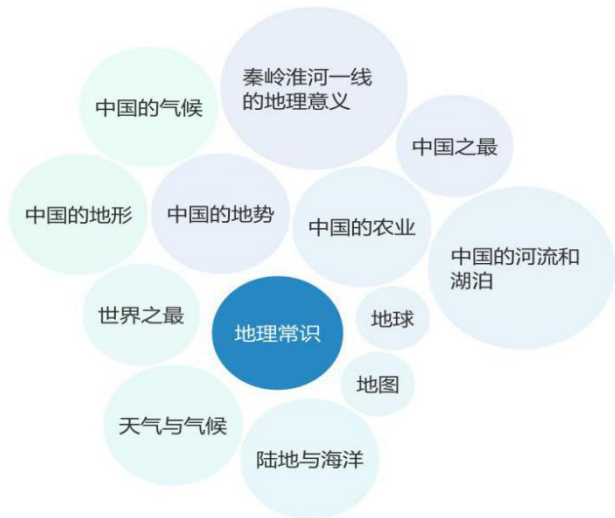 秦岭淮河一线
的地理意义
中国的气候
中国之最
中国的地形
中国的地势
中国的农业
中国的河流和
湖泊
世界之最
地理常识
地球
地图
天气与气候
陆地与海洋